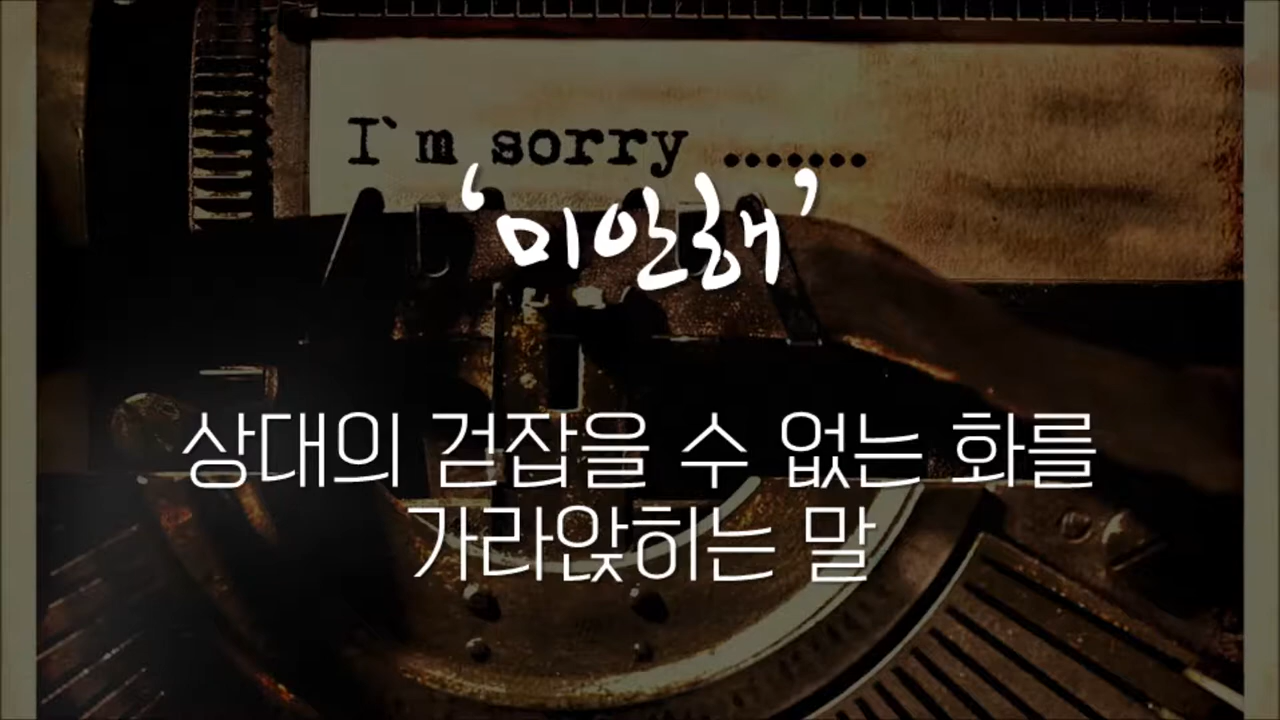 I`m sorry .......
‘미안해’
상대의 걷잡을 수 없는 화를
가라앉히는 말